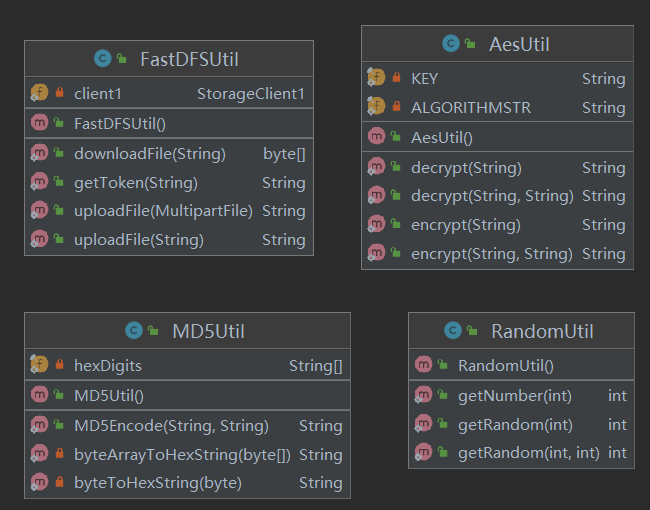 FastDFSUtil
client1 StorageClient1
FastDFSUtil()
downloadFile(String) byte[]
getToken(String) String
uploadFile(MultipartFile) String
uploadFile(String) String
AesUtil
KEY String
ALGORITHMSTR String
AesUtil()
decrypt(String) String
decrypt(String, String) String
encrypt(String) String
encrypt(String, String) String
MD5Util
hexDigits String[]
MD5Util()
MD5Encode(String, String) String
byteArrayToHexString(byte[]) String
byteToHexString(byte) String
RandomUtil
RandomUtil()
getNumber(int) int
getRandom(int) int
getRandom(int, int) int